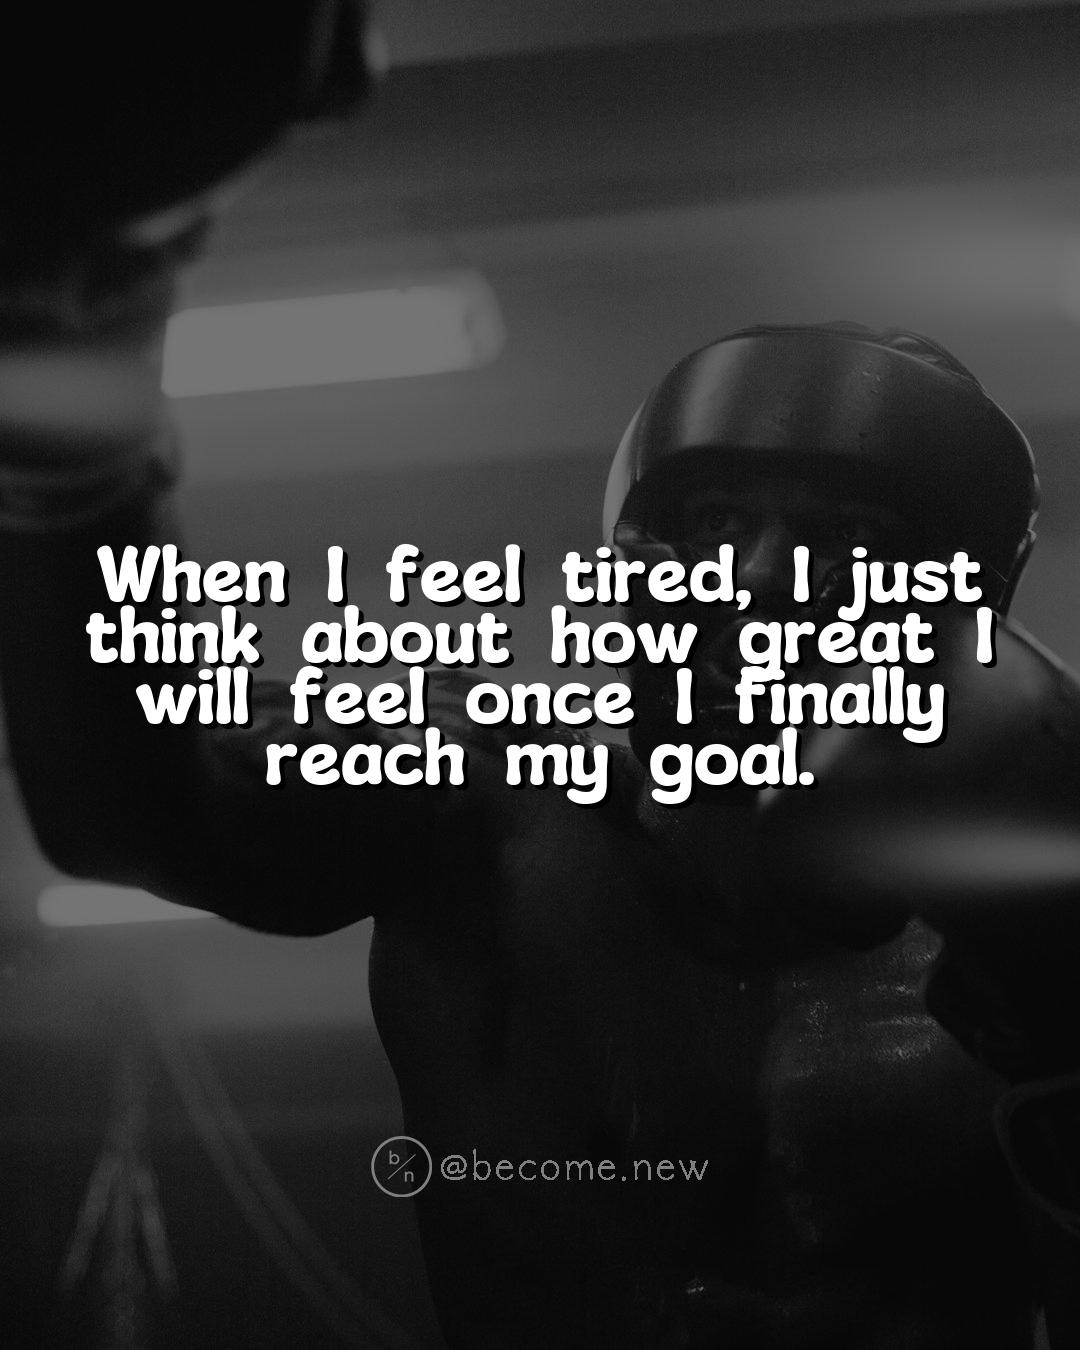 When I feel tired, I just
think about how great I
will feel once I finally
reach my goal.
b/n @become.new